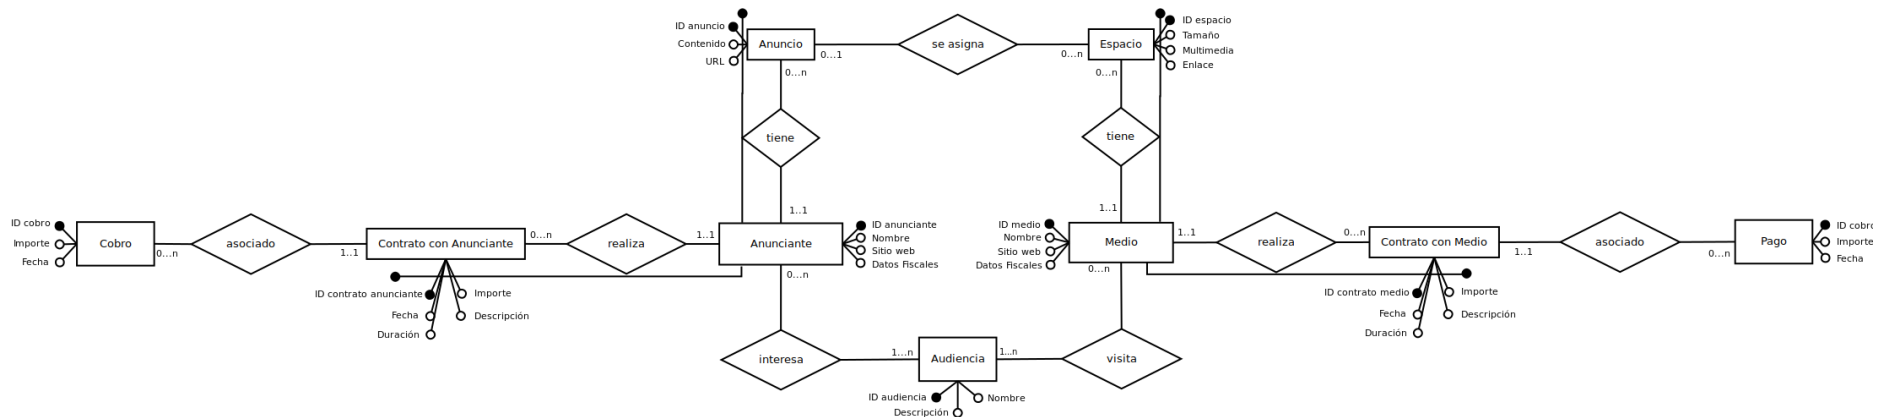 ID anuncio
Contenido
URL
Anuncio
0...1
se asigna
0...n
Espacio
ID espacio
Tamaño
Multimedia
Enlace
0...n
0...n
tiene
tiene
1..1
1..1
ID cobro
Importe
Fecha
Cobro
0...n
asociado
1..1
Contrato con Anunciante
0...n
realiza
1..1
Anunciante
ID anunciante
Nombre
Sitio web
Datos Fiscales
ID medio
Nombre
Sitio web
Datos Fiscales
Medio
1..1
realiza
0...n
Contrato con Medio
1..1
asociado
0...n
Pago
ID cobro
Importe
Fecha
0...n
0...n
ID contrato anunciante
Fecha
Duración
Importe
Descripción
ID contrato medio
Fecha
Duración
Importe
Descripción
interesa
1...n
Audiencia
1...n
visita
ID audiencia
Descripción
Nombre